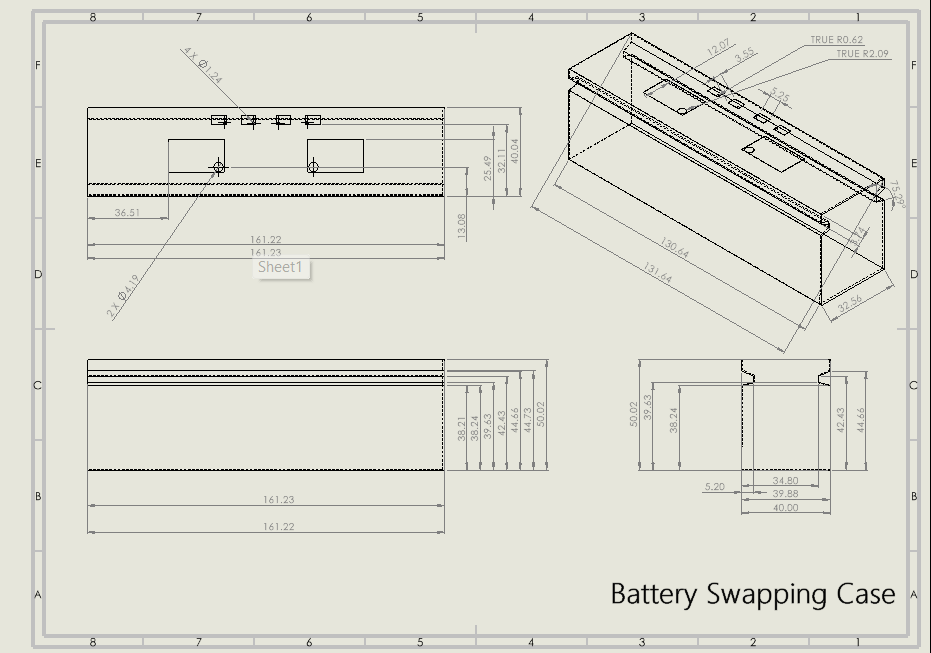 8 7 6 5 4 3 2 1
F
F
4 X Ø1.24
12.07
3.55
TRUE R0.62
TRUE R2.09
5.25
E
E
25.49
32.11
40.04
36.51
13.08
161.22
161.23
Sheet1
2 X Ø4.19
130.64
131.64
32.56
D
D
C
C
38.21
38.24
39.63
42.43
44.66
44.73
50.02
50.02
39.63
38.24
42.43
44.66
5.20
34.80
39.88
40.00
161.23
161.22
B
B
A
A
Battery Swapping Case
8 7 6 5 4 3 2 1